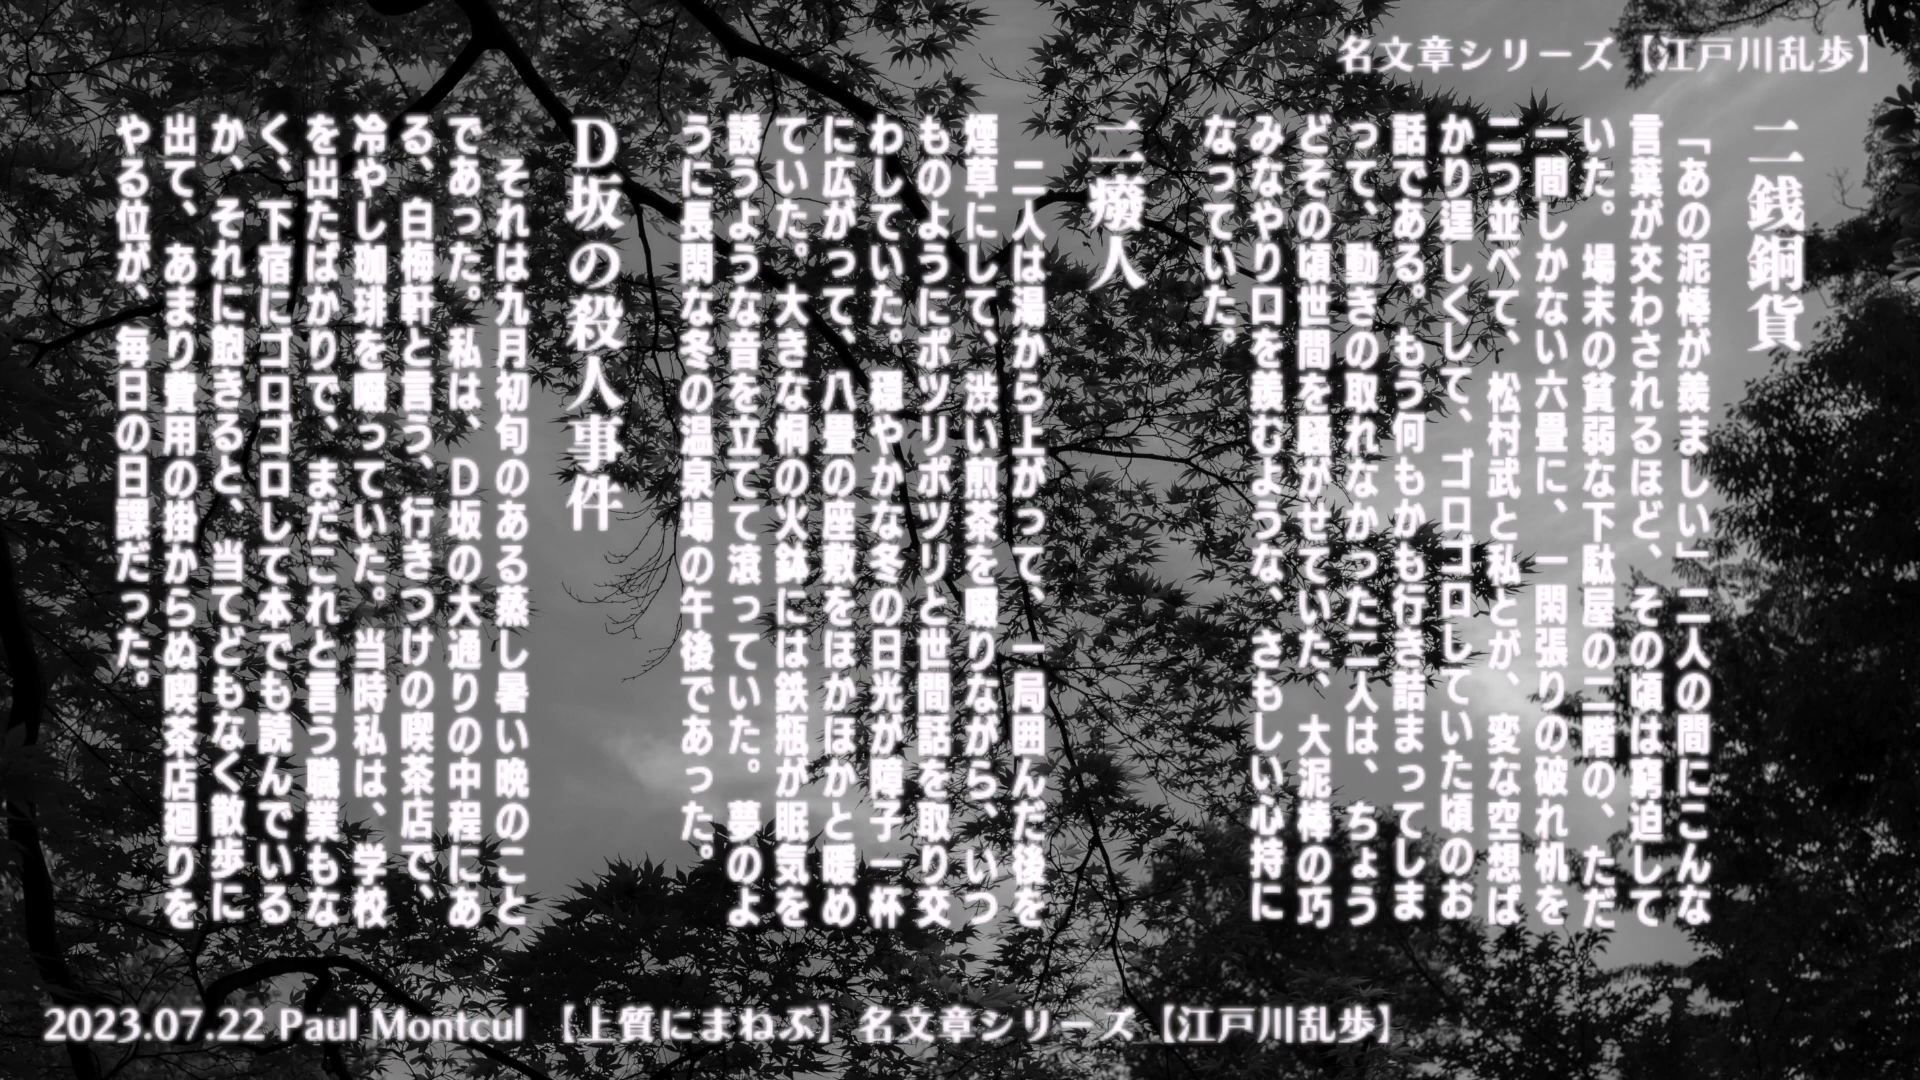 名文章シリーズ【江戸川乱歩】
二銭銅貨
「あの泥棒が羨ましい」二人の間にこんな
言葉が交わされるほど、その頃は窮迫して
いた。場末の貧弱な下駄屋の二階の、ただ
一間しかない六畳に、一閑張りの破れ机を
二つ並べて、松村武と私とが、変な空想ば
かり逞しくして、ゴロゴロしていた頃のお
話である。もう何もかも行き詰まってしま
って、動きの取れなかった二人は、ちょう
どその頃世間を騒がせていた、大泥棒の巧
みなやり口を羨むような、さもしい心持に
なっていた。
二癈人
二人は湯から上がって、一局囲んだ後を
煙草にして、渋い煎茶を啜りながら、いつ
ものようにポツリポツリと世間話を取り交
わしていた。穏やかな冬の日光が障子一杯
に広がって、八畳の座敷をほかほかと暖め
ていた。大きな桐の火鉢には鉄瓶が眠気を
誘うような音を立てて滾っていた。夢のよ
うに長閑な冬の温泉場の午後であった。
D坂の殺人事件
それは九月初旬のある蒸し暑い晩のこと
であった。私は、D坂の大通りの中程にあ
る、白梅軒と言う、行きつけの喫茶店で、
冷やし珈琲を啜っていた。当時私は、学校
を出たばかりで、まだこれと言う職業もな
く、下宿にゴロゴロして本でも読んでいる
か、それに飽きると、当てどもなく散歩に
出て、あまり費用の掛からぬ喫茶店廻りを
やる位が、毎日の日課だった。
2023.07.22 Paul Montcul 【上質にまねぶ】名文章シリーズ【江戸川乱歩】